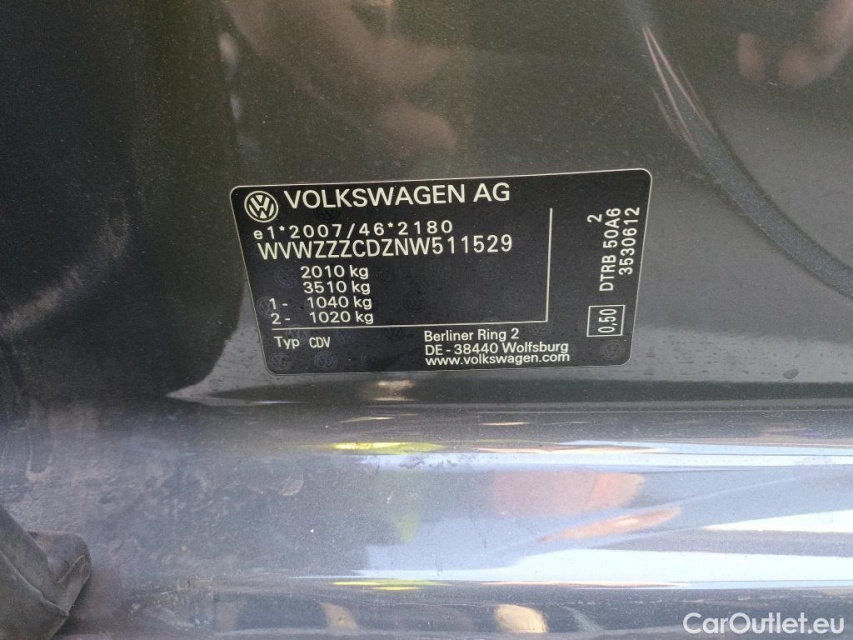 VOLKSWAGEN AG
e1*2007/46*2180
WVWZZZCDZNW511529
2010 kg
3510 kg
1 - 1040 kg
2 - 1020 kg
Typ CDV
Berliner Ring 2
DE - 38440 Wolfsburg
www.volkswagen.com
2
DTRB 50A6
3530612
0,50
CarOutlet.eu